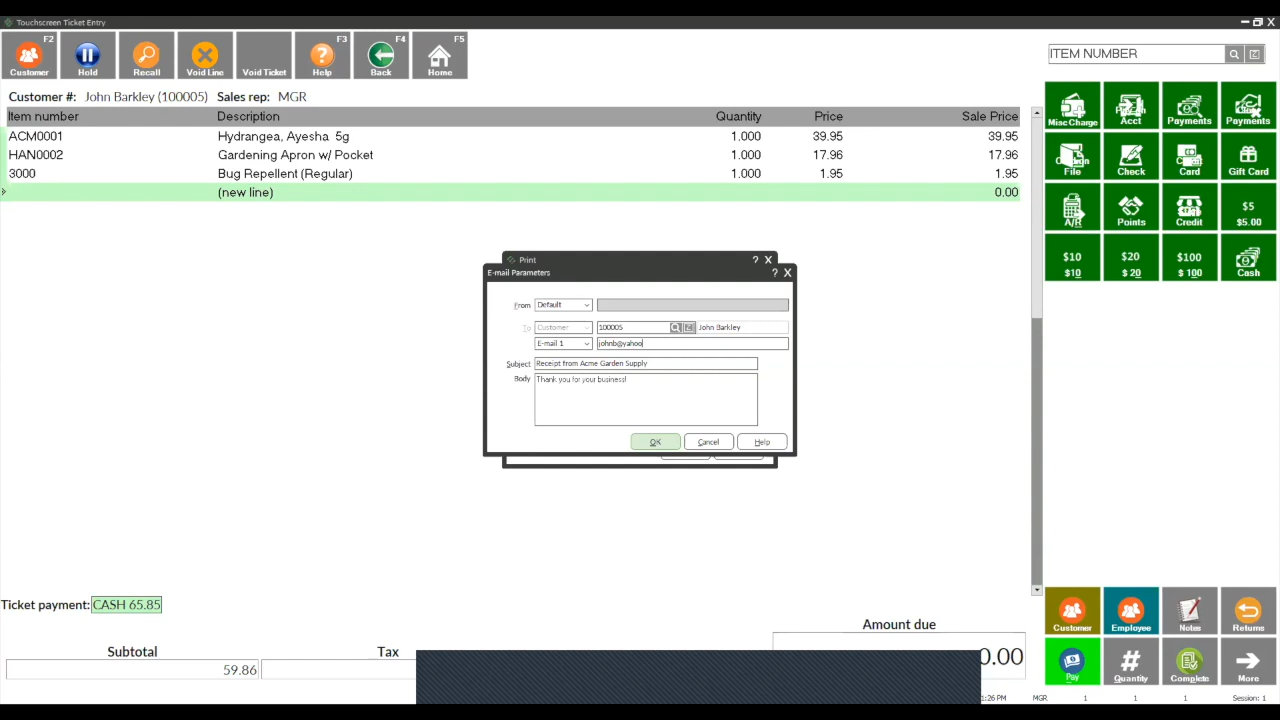 Touchscreen Ticket Entry
F2 F3 F4 F5
Customer Hold Recall Void Line Void Ticket Help Back Home
ITEM NUMBER
Customer #: John Barkley (100005) Sales rep: MGR
Item number Description Quantity Price Sale Price
ACM0001 Hydrangea, Ayesha 5g 1.000 39.95 39.95
HAN0002 Gardening Apron w/ Pocket 1.000 17.96 17.96
3000 Bug Repellent (Regular) 1.000 1.95 1.95
(new line) 0.00
Misc Charge Acct Payments Payments
File Check Card Gift Card
$5
A/R Points Credit $5.00
$10 $20 $100
$10 $20 $100 Cash
Print ?
E-mail Parameters ?
From Default
To Customer 100005 John Barkley
E-mail 1 johnb@yahoo
Subject Receipt from Acme Garden Supply
Body Thank you for your business!
OK Cancel Help
Ticket payment: CASH 65.85
Amount due
0.00
Subtotal Tax
59.86
Customer Employee Notes Returns
Pay Quantity Complete More
1:26 PM MGR 1 1 1 Session: 1